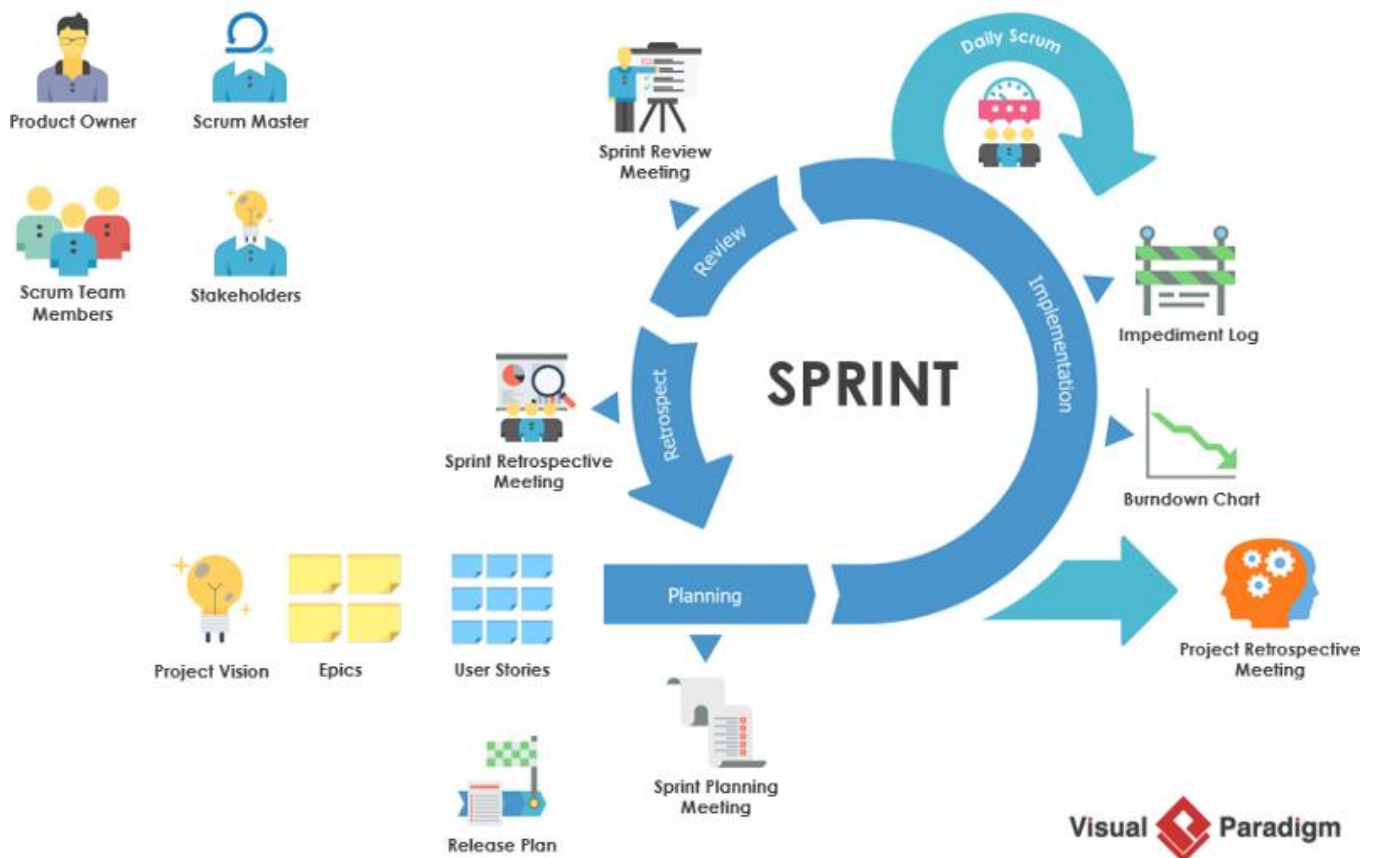 Product Owner
Scrum Master
Scrum Team
Members
Stakeholders
Sprint Review
Meeting
Daily Scrum
Review
Implementation
Impediment Log
SPRINT
Retrospect
Sprint Retrospective
Meeting
Burndown Chart
Project Vision
Epics
User Stories
Planning
Project Retrospective
Meeting
Sprint Planning
Meeting
Release Plan
Visual Paradigm